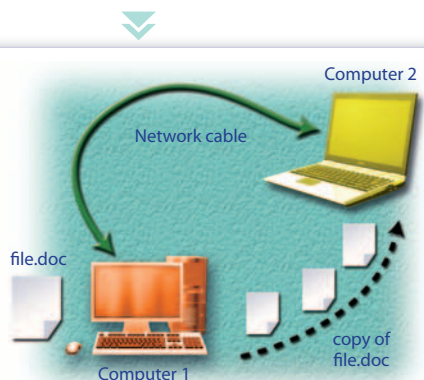 Computer 2
Network cable
file.doc
copy of
file.doc
Computer 1